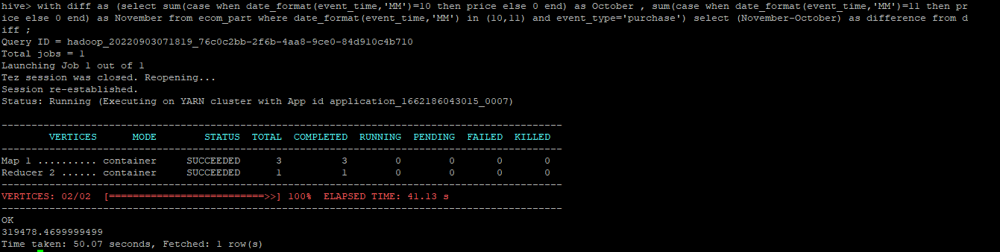 hive> with diff as (select sum(case when date_format(event_time,'MM')=10 then price else 0 end) as October , sum(case when date_format(event_time,'MM')=11 then pr
ice else 0 end) as November from ecom_part where date_format(event_time,'MM') in (10,11) and event_type='purchase') select (November-October) as difference from d
iff ;
Query ID = hadoop_20220903071819_76c0c2bb-2f6b-4aa8-9ce0-84d910c4b710
Total jobs = 1
Launching Job 1 out of 1
Tez session was closed. Reopening...
Session re-established.
Status: Running (Executing on YARN cluster with App id application_1662186043015_0007)
----------------------------------------------------------------------------------------------
VERTICES MODE STATUS TOTAL COMPLETED RUNNING PENDING FAILED KILLED
----------------------------------------------------------------------------------------------
Map 1 .......... container SUCCEEDED 3 3 0 0 0 0
Reducer 2 ...... container SUCCEEDED 1 1 0 0 0 0
----------------------------------------------------------------------------------------------
VERTICES: 02/02 [==========================>>] 100% ELAPSED TIME: 41.13 s
----------------------------------------------------------------------------------------------
OK
319478.4699999499
Time taken: 50.07 seconds, Fetched: 1 row(s)